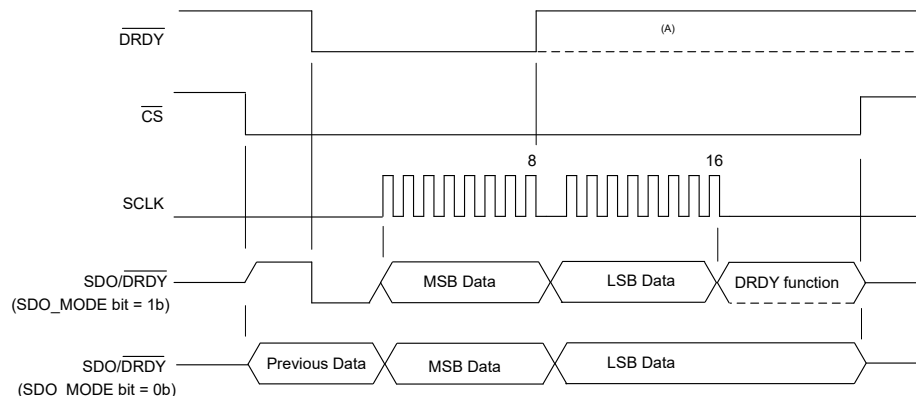 DRDY
(A)
CS
8
16
SCLK
SDO/DRDY
(SDO_MODE bit = 1b)
MSB Data
LSB Data
DRDY function
SDO/DRDY
(SDO_MODE bit = 0b)
Previous Data
MSB Data
LSB Data